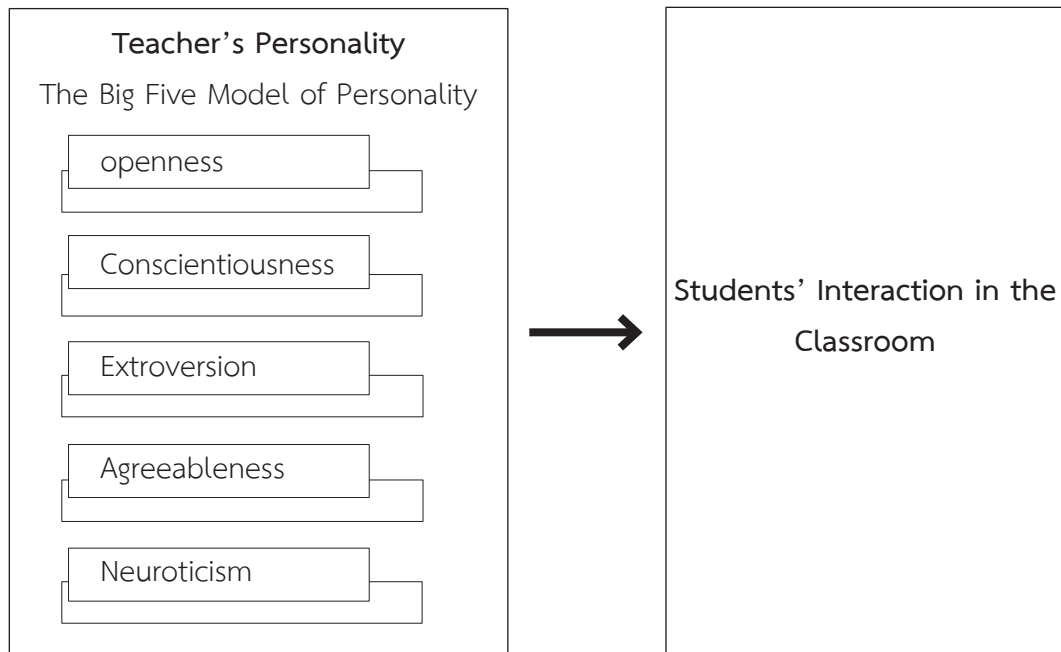 Teacher’s Personality
The Big Five Model of Personality
openness
Conscientiousness
Extroversion
Agreeableness
Neuroticism
Students’ Interaction in the
Classroom